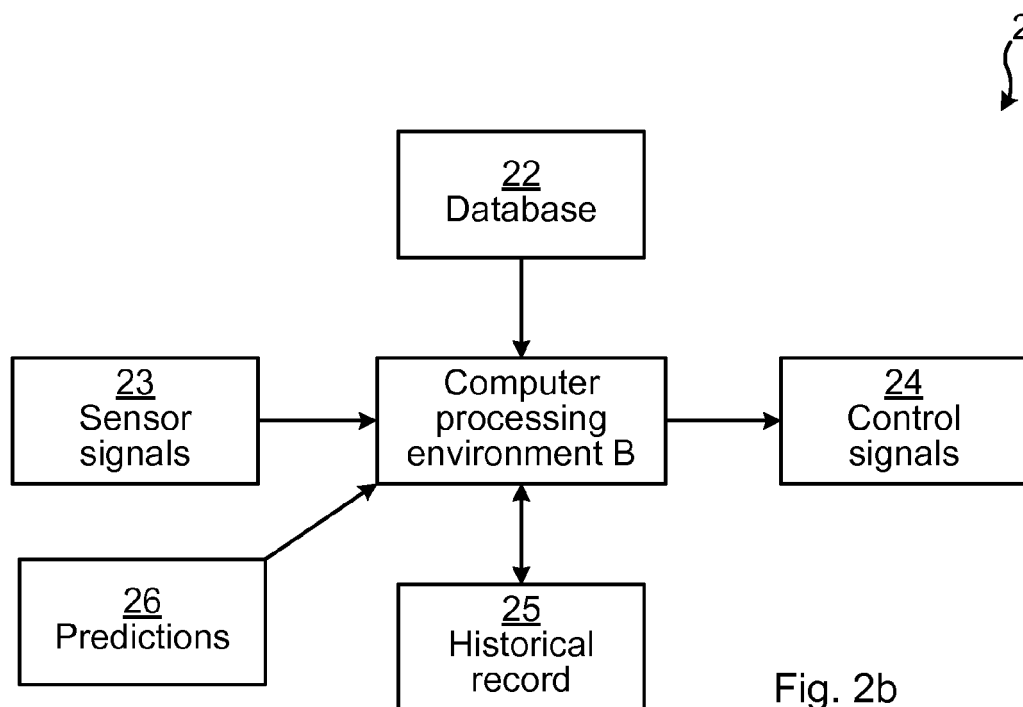 2
22
Database
23
Sensor
signals
Computer
processing
environment B
24
Control
signals
26
Predictions
25
Historical
record
Fig. 2b